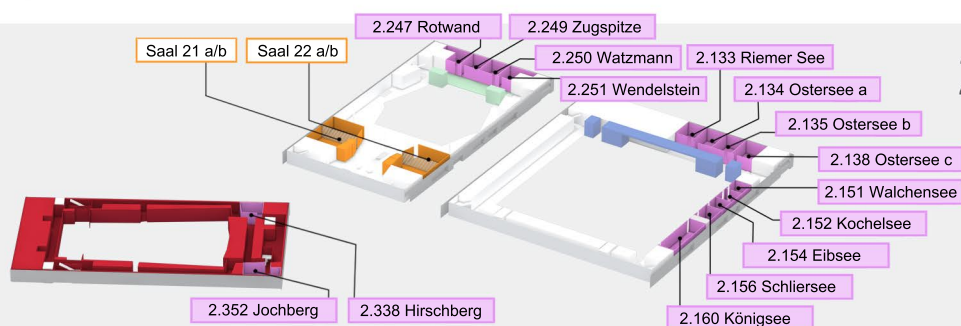 2.247 Rotwand
2.249 Zugspitze
Saal 21 a/b
Saal 22 a/b
2.250 Watzmann
2.133 Riemer See
2.251 Wendelstein
2.134 Ostersee a
2.135 Ostersee b
2.138 Ostersee c
2.151 Walchensee
2.152 Kochelsee
2.154 Eibsee
2.156 Schliersee
2.352 Jochberg
2.338 Hirschberg
2.160 Königsee